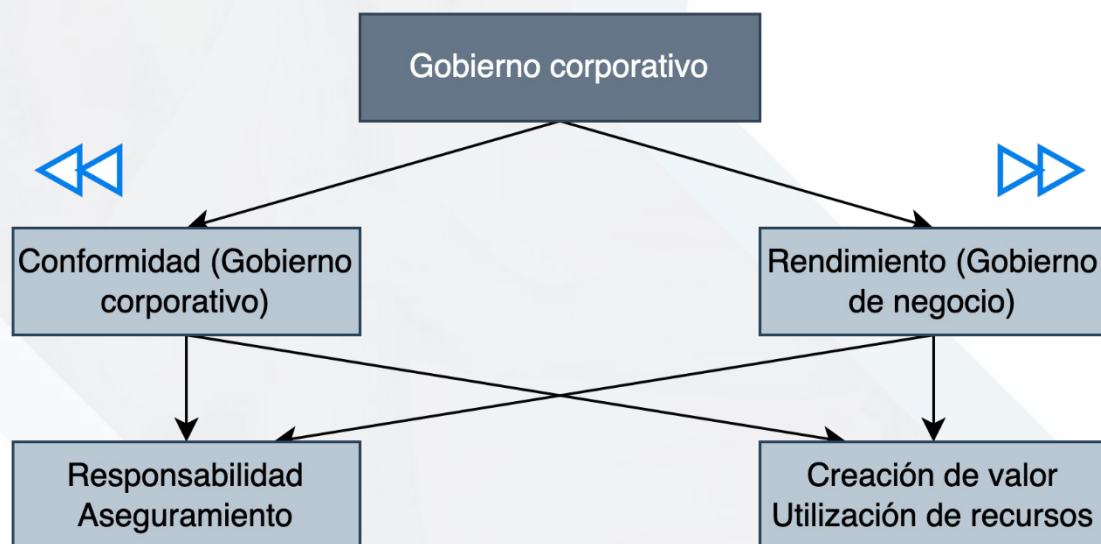 Gobierno corporativo
Conformidad (Gobierno
corporativo)
Rendimiento (Gobierno
de negocio)
Responsabilidad
Aseguramiento
Creación de valor
Utilización de recursos